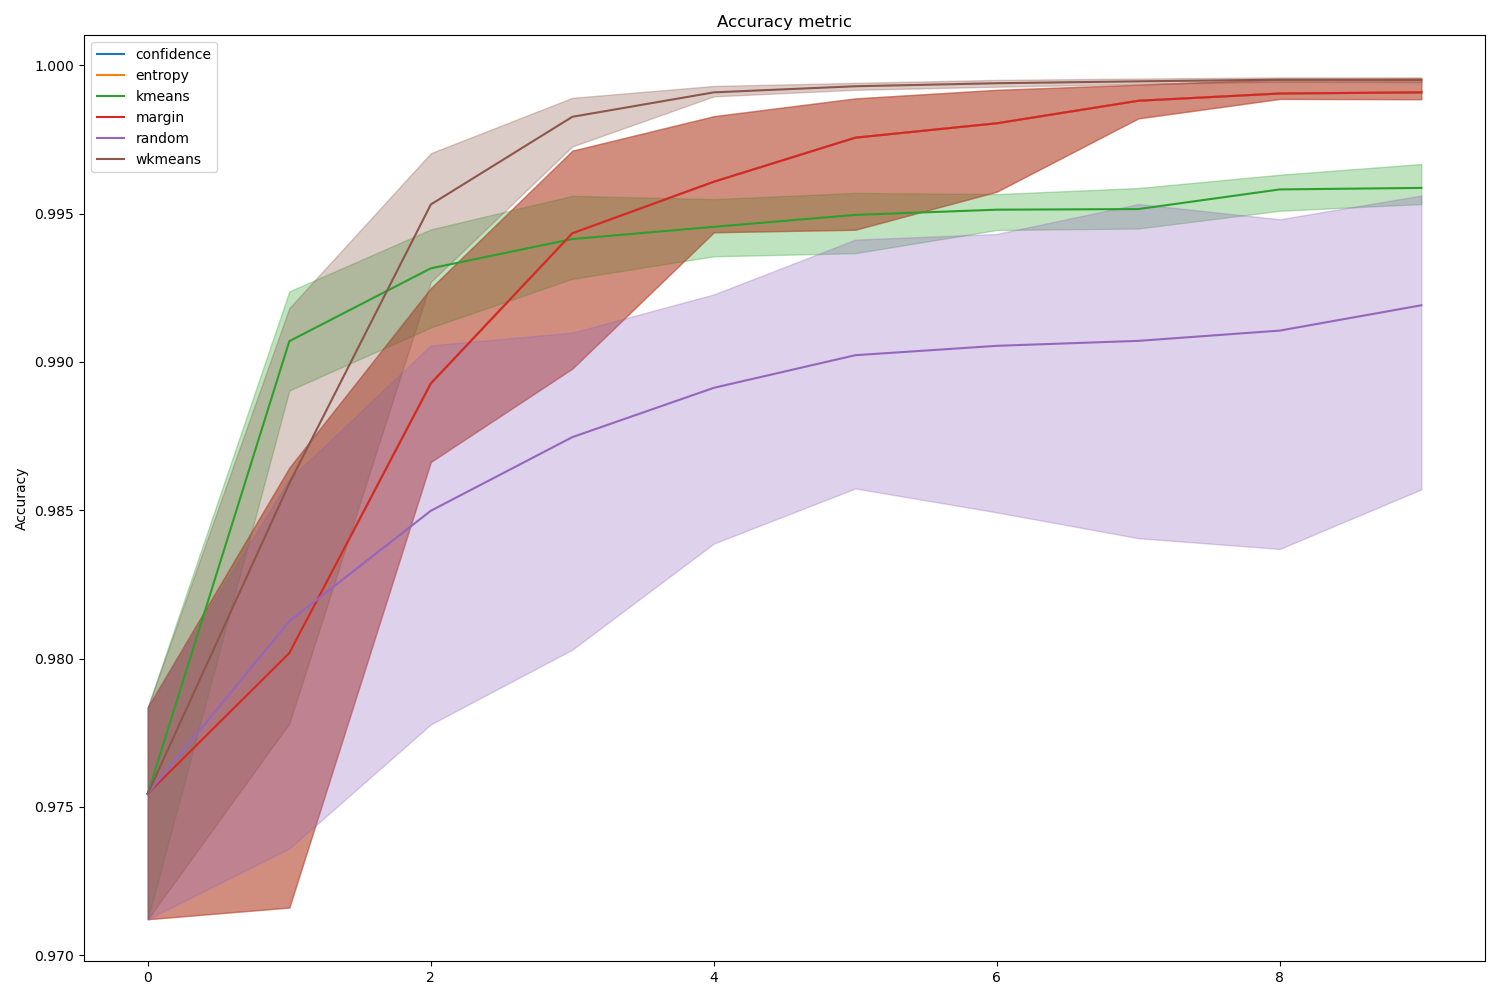 Accuracy metric
confidence
entropy
kmeans
margin
random
wkmeans
1.000
0.995
0.990
0.985
0.980
0.975
0.970
Accuracy
0 2 4 6 8